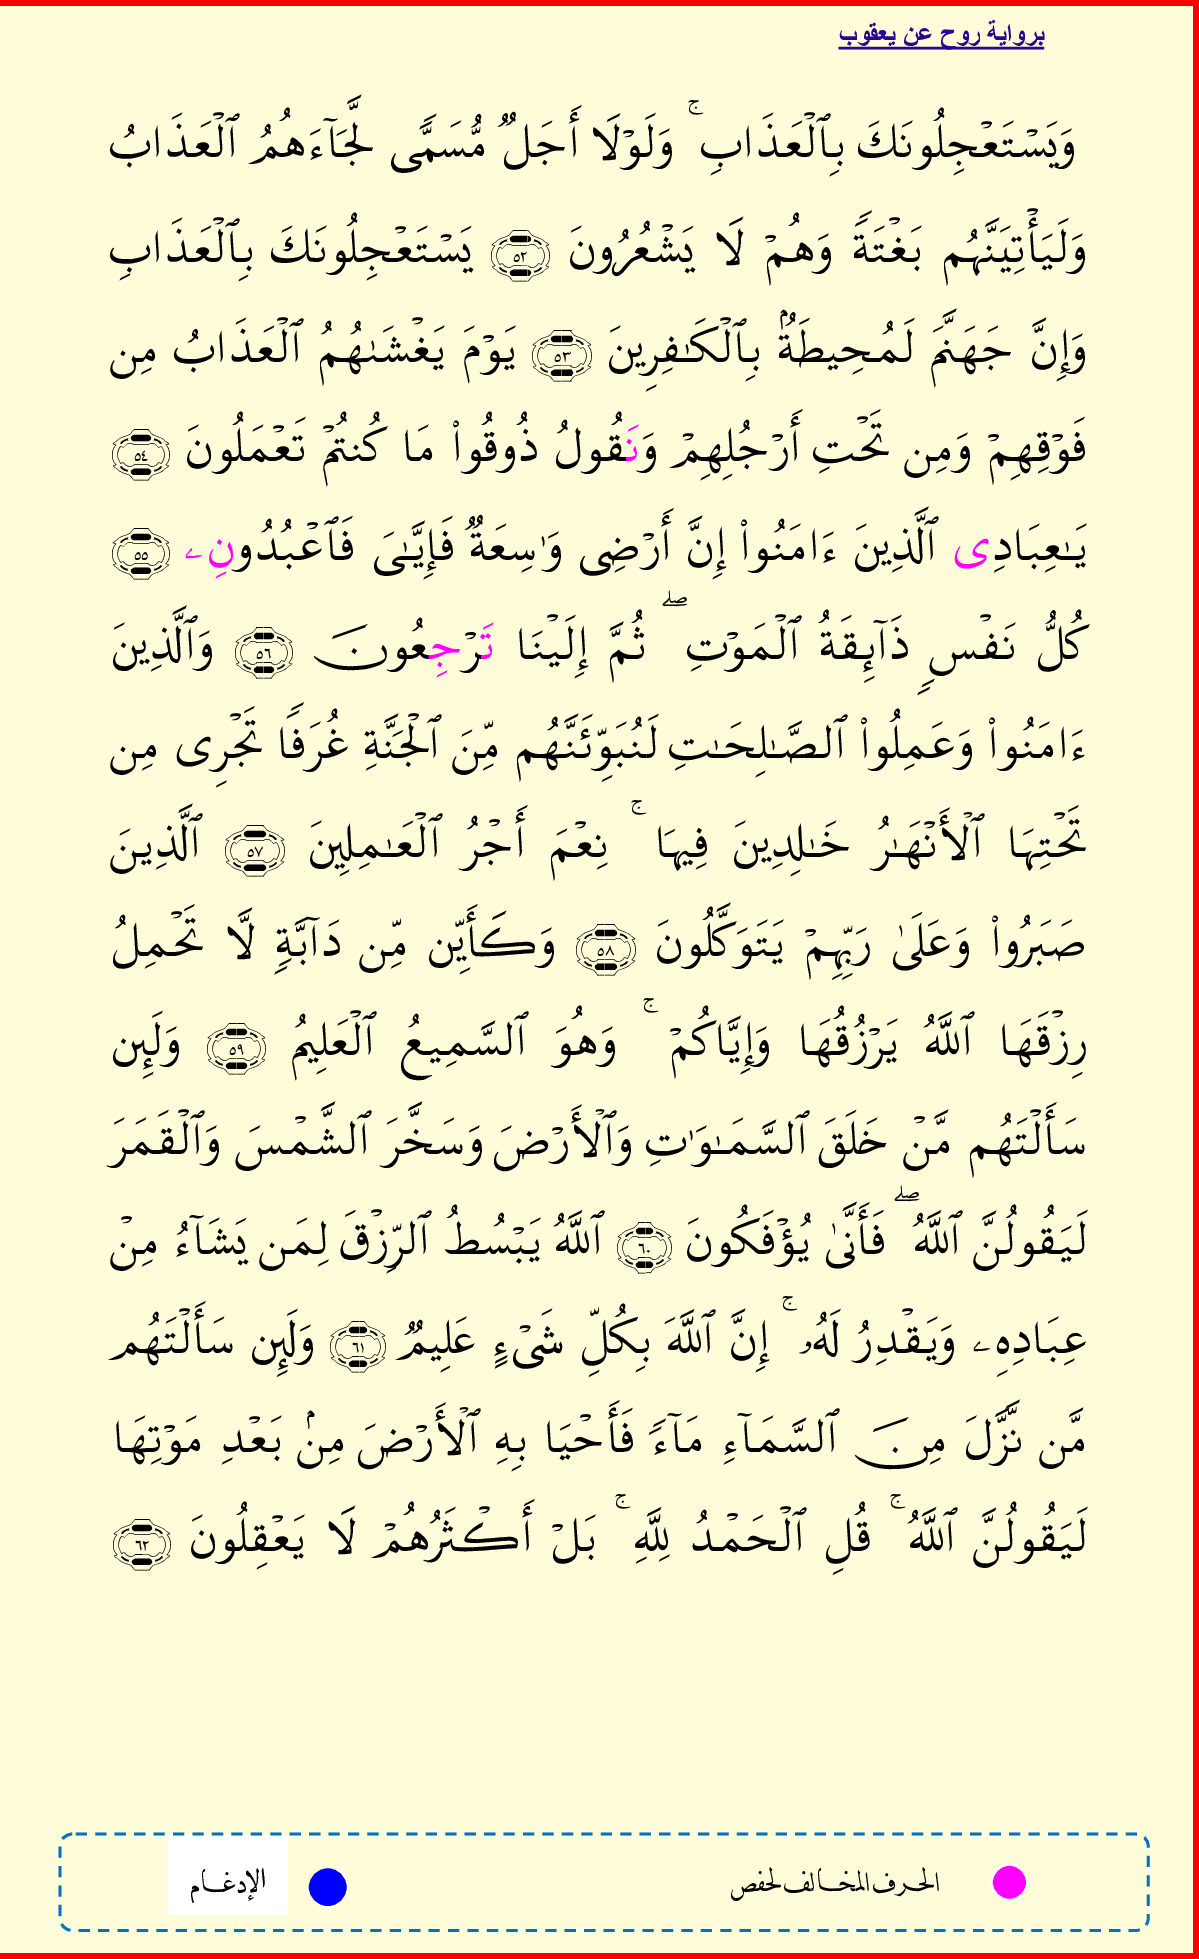 برواية روح عن يعقوب
وَيَسۡتَعۡجِلُونَكَ بِٱلۡعَذَابِ ۚ وَلَوۡلَا أَجَلٌ مُّسَمًّى لَّجَآءَهُمُ ٱلۡعَذَابُ
وَلَيَأۡتِيَنَّهُم بَغۡتَةً وَهُمۡ لَا يَشۡعُرُونَ ٥٢ يَسۡتَعۡجِلُونَكَ بِٱلۡعَذَابِ
وَإِنَّ جَهَنَّمَ لَمُحِيطَةُۢ بِٱلۡكَـٰفِرِينَ ٥٣ يَوۡمَ يَغۡشَىٰهُمُ ٱلۡعَذَابُ مِن
فَوۡقِهِمۡ وَمِن تَحۡتِ أَرۡجُلِهِمۡ وَنَقُولُ ذُوقُوا۟ مَا كُنتُمۡ تَعۡمَلُونَ ٥٤
يَـٰعِبَادِى ٱلَّذِينَ ءَامَنُوا۟ إِنَّ أَرۡضِى وَٰسِعَةٌ فَإِيَّـٰىَ فَٱعۡبُدُونِۦ ٥٥
كُلُّ نَفۡسٍ ذَآئِقَةُ ٱلۡمَوۡتِ ۖ ثُمَّ إِلَيۡنَا تَرۡجِعُونَ ٥٦ وَٱلَّذِينَ
ءَامَنُوا۟ وَعَمِلُوا۟ ٱلصَّـٰلِحَـٰتِ لَنُبَوِّئَنَّهُم مِّنَ ٱلۡجَنَّةِ غُرَفًا تَجۡرِى مِن
تَحۡتِهَا ٱلۡأَنۡهَـٰرُ خَـٰلِدِينَ فِيهَا ۚ نِعۡمَ أَجۡرُ ٱلۡعَـٰمِلِينَ ٥٧ ٱلَّذِينَ
صَبَرُوا۟ وَعَلَىٰ رَبِّهِمۡ يَتَوَكَّلُونَ ٥٨ وَكَأَيِّن مِّن دَآبَّةٍ لَّا تَحۡمِلُ
رِزۡقَهَا ٱللَّهُ يَرۡزُقُهَا وَإِيَّاكُمۡ ۚ وَهُوَ ٱلسَّمِيعُ ٱلۡعَلِيمُ ٥٩ وَلَئِن
سَأَلۡتَهُم مَّنۡ خَلَقَ ٱلسَّمَـٰوَٰتِ وَٱلۡأَرۡضَ وَسَخَّرَ ٱلشَّمۡسَ وَٱلۡقَمَرَ
لَيَقُولُنَّ ٱللَّهُ ۖ فَأَنَّىٰ يُؤۡفَكُونَ ٦٠ ٱللَّهُ يَبۡسُطُ ٱلرِّزۡقَ لِمَن يَشَآءُ مِنۡ
عِبَادِهِۦ وَيَقۡدِرُ لَهُۥ ۚ إِنَّ ٱللَّهَ بِكُلِّ شَىۡءٍ عَلِيمٌ ٦١ وَلَئِن سَأَلۡتَهُم
مَّن نَّزَّلَ مِنَ ٱلسَّمَآءِ مَآءً فَأَحۡيَا بِهِ ٱلۡأَرۡضَ مِنۢ بَعۡدِ مَوۡتِهَا
لَيَقُولُنَّ ٱللَّهُ ۚ قُلِ ٱلۡحَمۡدُ لِلَّهِ ۚ بَلۡ أَكۡثَرُهُمۡ لَا يَعۡقِلُونَ ٦٢
الحرف المخالف لحفص
الإدغام